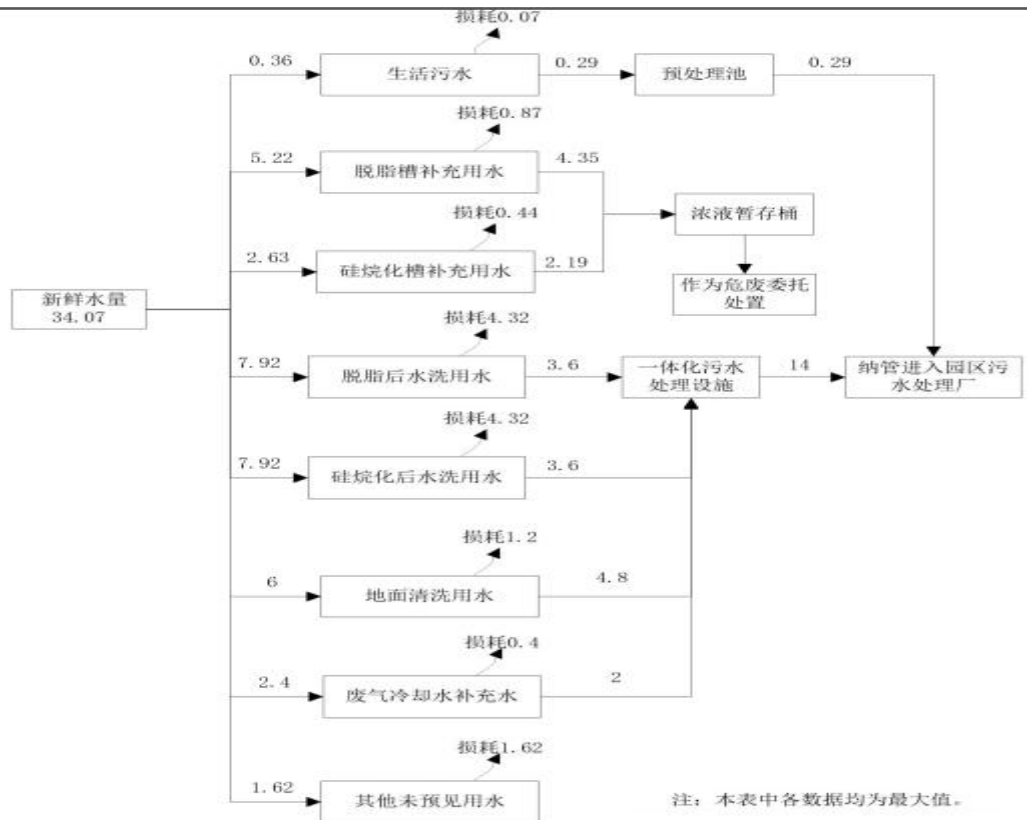 损耗0.07
0.36
生活污水
0.29
预处理池
0.29
损耗0.87
5.22
脱脂槽补充用水
4.35
浓液暂存桶
损耗0.44
2.63
硅烷化槽补充用水
2.19
作为危废委托
处置
新鲜水量
34.07
损耗4.32
7.92
脱脂后水洗用水
3.6
一体化污水
处理设施
14
纳管进入园区污
水处理厂
损耗4.32
7.92
硅烷化后水洗用水
3.6
损耗1.2
6
地面清洗用水
4.8
损耗0.4
2.4
废气冷却水补充水
2
损耗1.62
1.62
其他未预见用水
注：本表中各数据均为最大值。